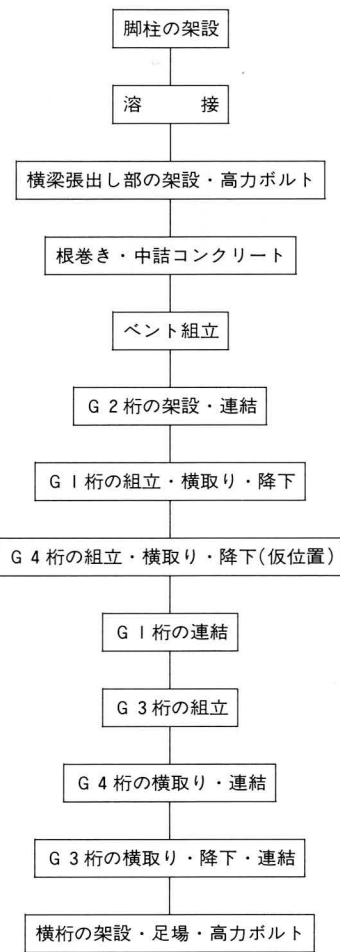 脚柱の架設
溶　　接
横梁張出し部の架設・高力ボルト
根巻き・中詰コンクリート
ベント組立
G 2 桁の架設・連結
G 1 桁の組立・横取り・降下
G 4 桁の組立・横取り・降下(仮位置)
G 1 桁の連結
G 3 桁の組立
G 4 桁の横取り・連結
G 3 桁の横取り・降下・連結
横桁の架設・足場・高力ボルト